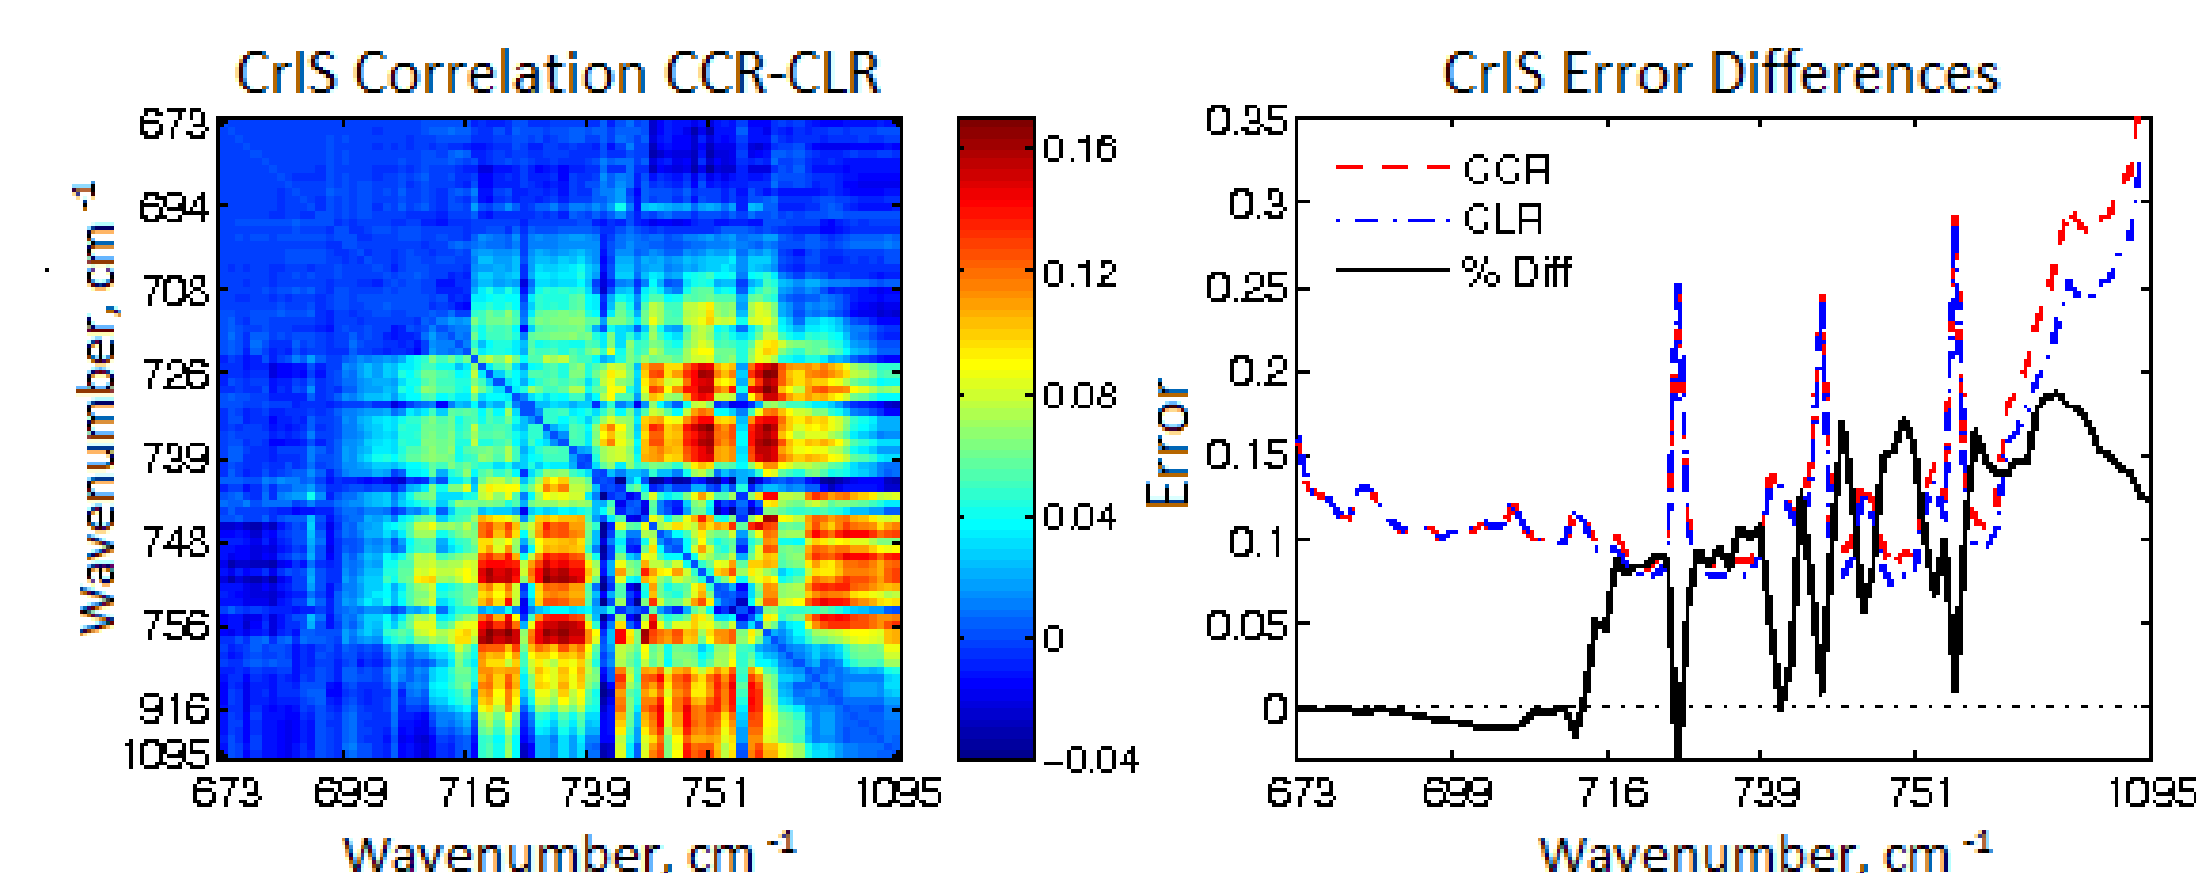 CrIS Correlation CCR-CLR
673
694
708
726
739
748
756
916
1095
Wavenumber, cm -1
673 699 716 739 751 1095
Wavenumber, cm -1
0.16
0.12
0.08
0.04
0
-0.04
CrIS Error Differences
0.35
0.3
0.25
0.2
0.15
0.1
0.05
0
Error
CCR
CLR
% Diff
673 699 716 739 751 1095
Wavenumber, cm -1